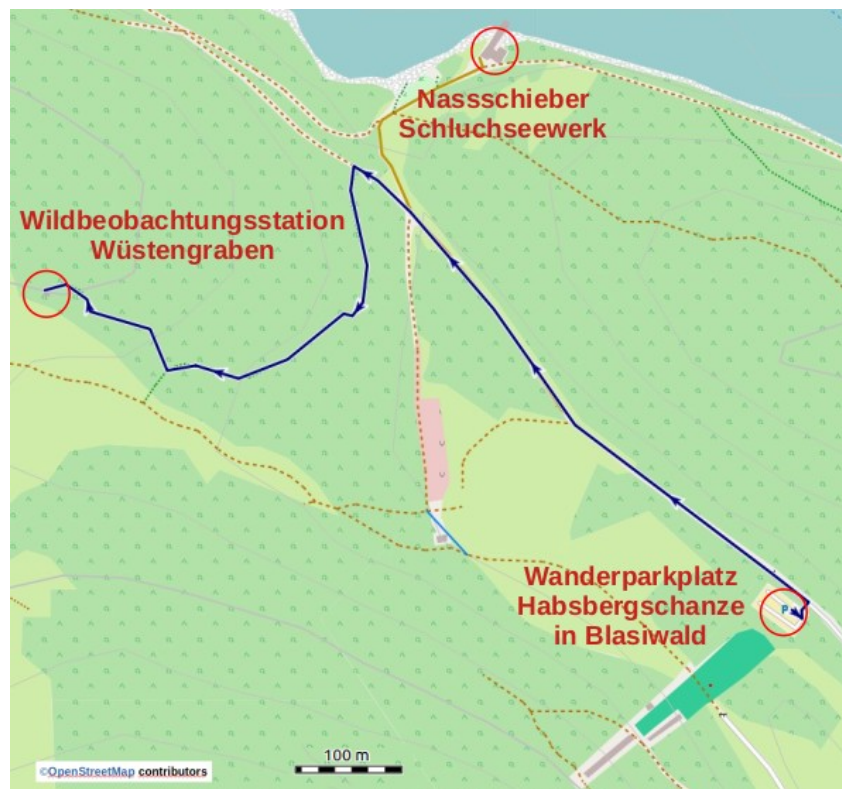 Nassschieber
Schluchseewerk
Wildbeobachtungsstation
Wüstengraben
Wanderparkplatz
Habsbergschanze
in Blasiwald
P
100 m
©OpenStreetMap contributors